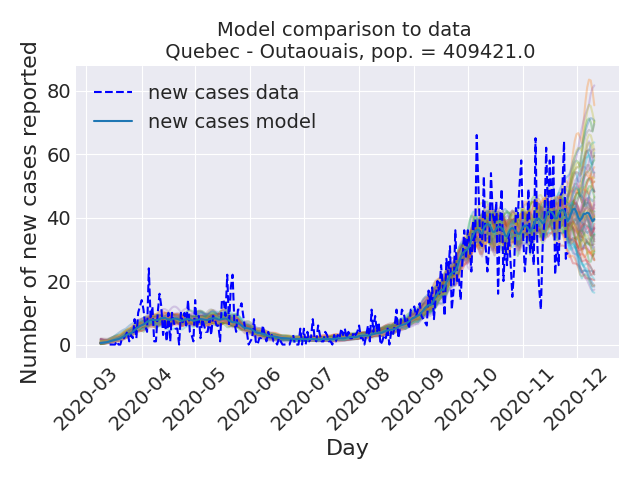 Model comparison to data
Quebec - Outaouais, pop. = 409421.0
Number of new cases reported
80
60
40
20
0
new cases data
new cases model
2020-03
2020-04
2020-05
2020-06
2020-07
2020-08
2020-09
2020-10
2020-11
2020-12
Day